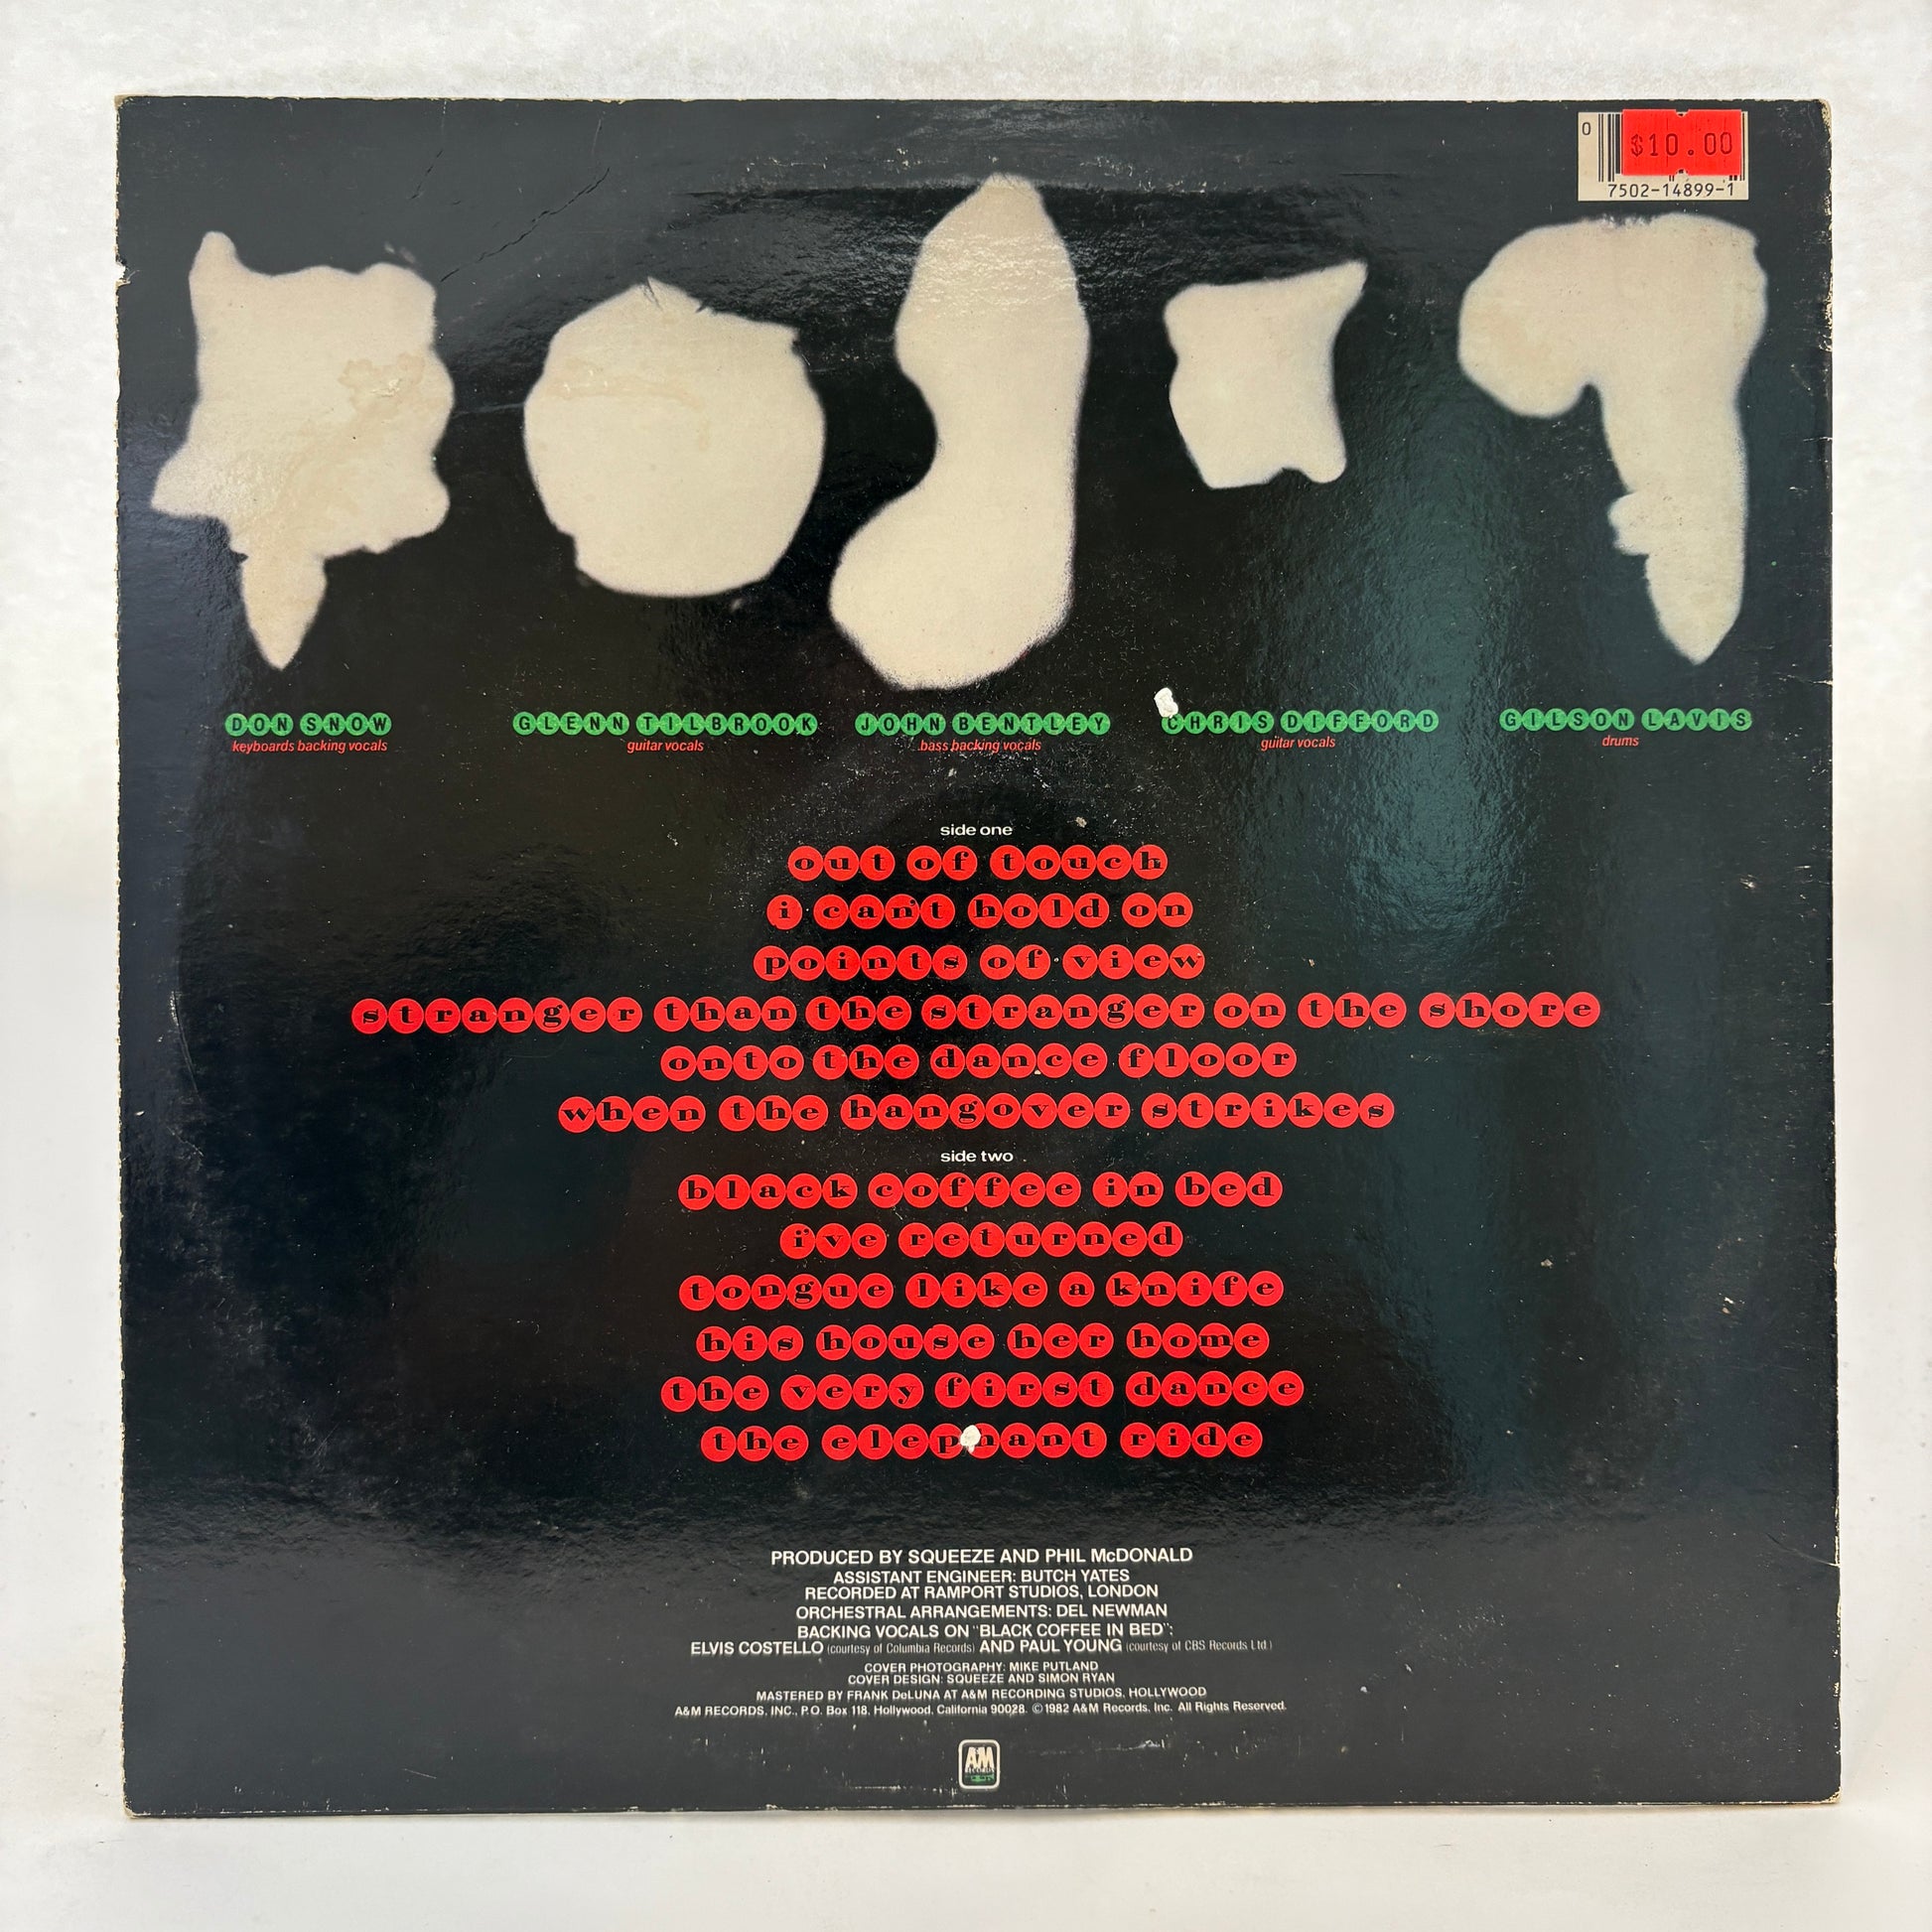 0
$10.00
7502-14899-1
DON SNOW
keyboards backing vocals
GLENN TILBROOK
guitar vocals
JOHN BENTLEY
bass backing vocals
CHRIS DIFFORD
guitar vocals
GILSON LAVIS
drums
side one
out of touch
i can't hold on
points of view
stranger than the stranger on the shore
onto the dance floor
when the hangover strikes
side two
black coffee in bed
i've returned
tongue like a knife
his house her home
the very first dance
the elephant ride
PRODUCED BY SQUEEZE AND PHIL McDONALD
ASSISTANT ENGINEER: BUTCH YATES
RECORDED AT RAMPORT STUDIOS, LONDON
ORCHESTRAL ARRANGEMENTS: DEL NEWMAN
BACKING VOCALS ON "BLACK COFFEE IN BED":
ELVIS COSTELLO (courtesy of Columbia Records) AND PAUL YOUNG (courtesy of CBS Records Ltd.)
COVER PHOTOGRAPHY: MIKE PUTLAND
COVER DESIGN: SQUEEZE AND SIMON RYAN
MASTERED BY FRANK DeLUNA AT A&M RECORDING STUDIOS, HOLLYWOOD
A&M RECORDS, INC., P.O. Box 118, Hollywood, California 90028. ©1982 A&M Records, Inc. All Rights Reserved.
A&M
RECORDS